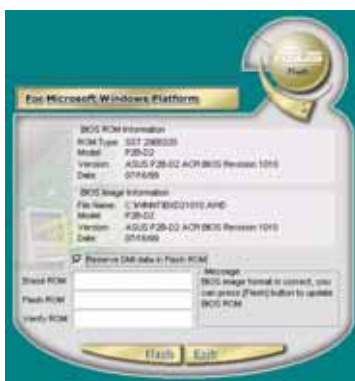 Flash
For Microsoft Windows Platform
BIOS ROM Information
ROM Type SST 28EE020
Model P2B-D2
Version ASUS P2B-D2 ACPI BIOS Revision 1010
Date 07/16/99
BIOS Image Information
File Name
Model P2B-D2
Version ASUS P2B-D2 ACPI BIOS Revision 1010
Date 07/16/99
Reserve DMI data in Flash ROM
Erase ROM
Flash ROM
Verify ROM
Message
BIOS image format is correct, you
can press [Flash] button to update
BIOS ROM
Flash Exit